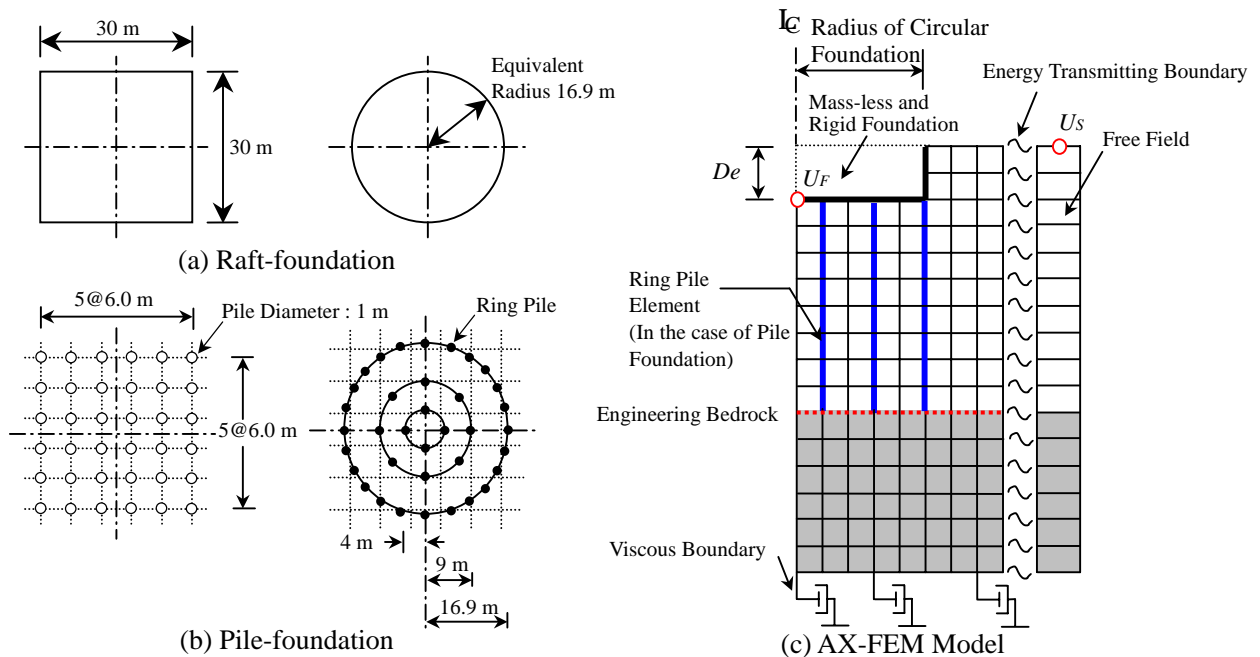 30 m
30 m
Equivalent
Radius 16.9 m
(a) Raft-foundation
5@6.0 m
Pile Diameter : 1 m
5@6.0 m
Ring Pile
4 m
9 m
16.9 m
(b) Pile-foundation
Radius of Circular
Foundation
Energy Transmitting Boundary
Mass-less and
Rigid Foundation
US
Free Field
De
UF
Ring Pile
Element
(In the case of Pile
Foundation)
Engineering Bedrock
Viscous Boundary
(c) AX-FEM Model